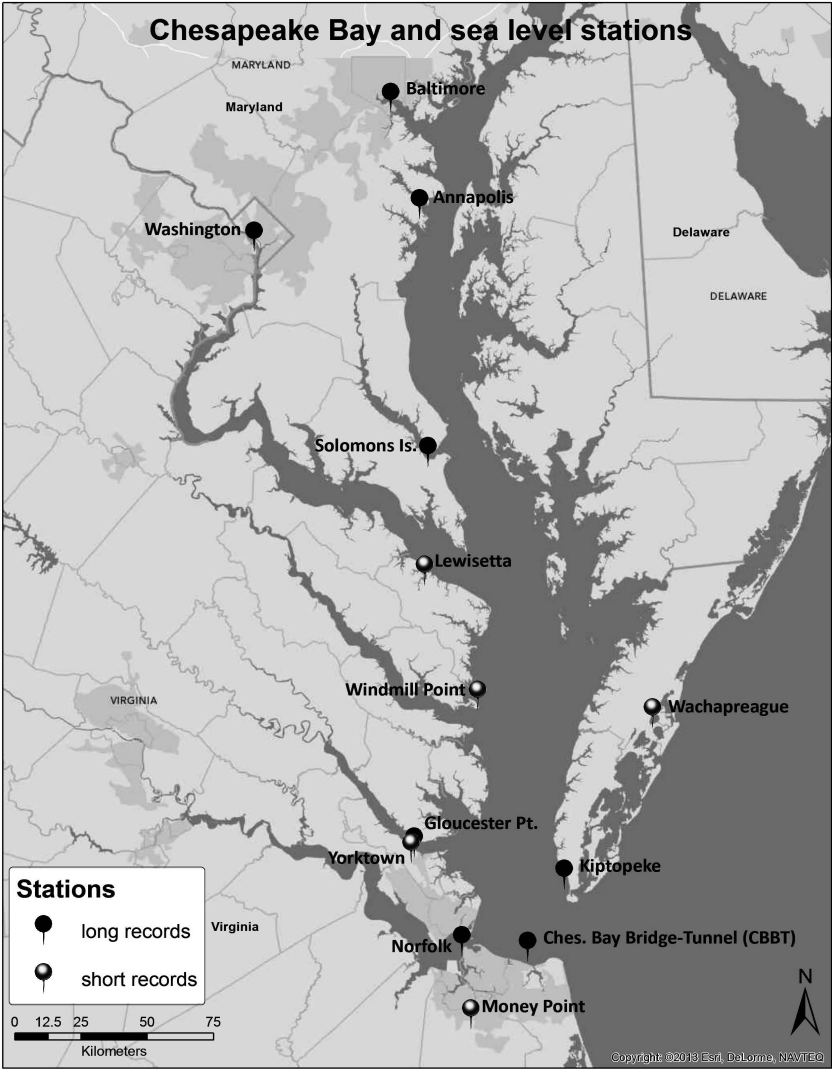 Chesapeake Bay and sea level stations
MARYLAND
Baltimore
Maryland
Annapolis
Washington
Delaware
DELAWARE
Solomons Is.
Lewisetta
Windmill Point
VIRGINIA
Wachapreague
Gloucester Pt.
Yorktown
Kiptopeke
Stations
long records
short records
Virginia
Norfolk
Ches. Bay Bridge-Tunnel (CBBT)
Money Point
N
0 12.5 25 50 75
Kilometers
Copyright: ©2013 Esri, DeLorme, NAVTEQ